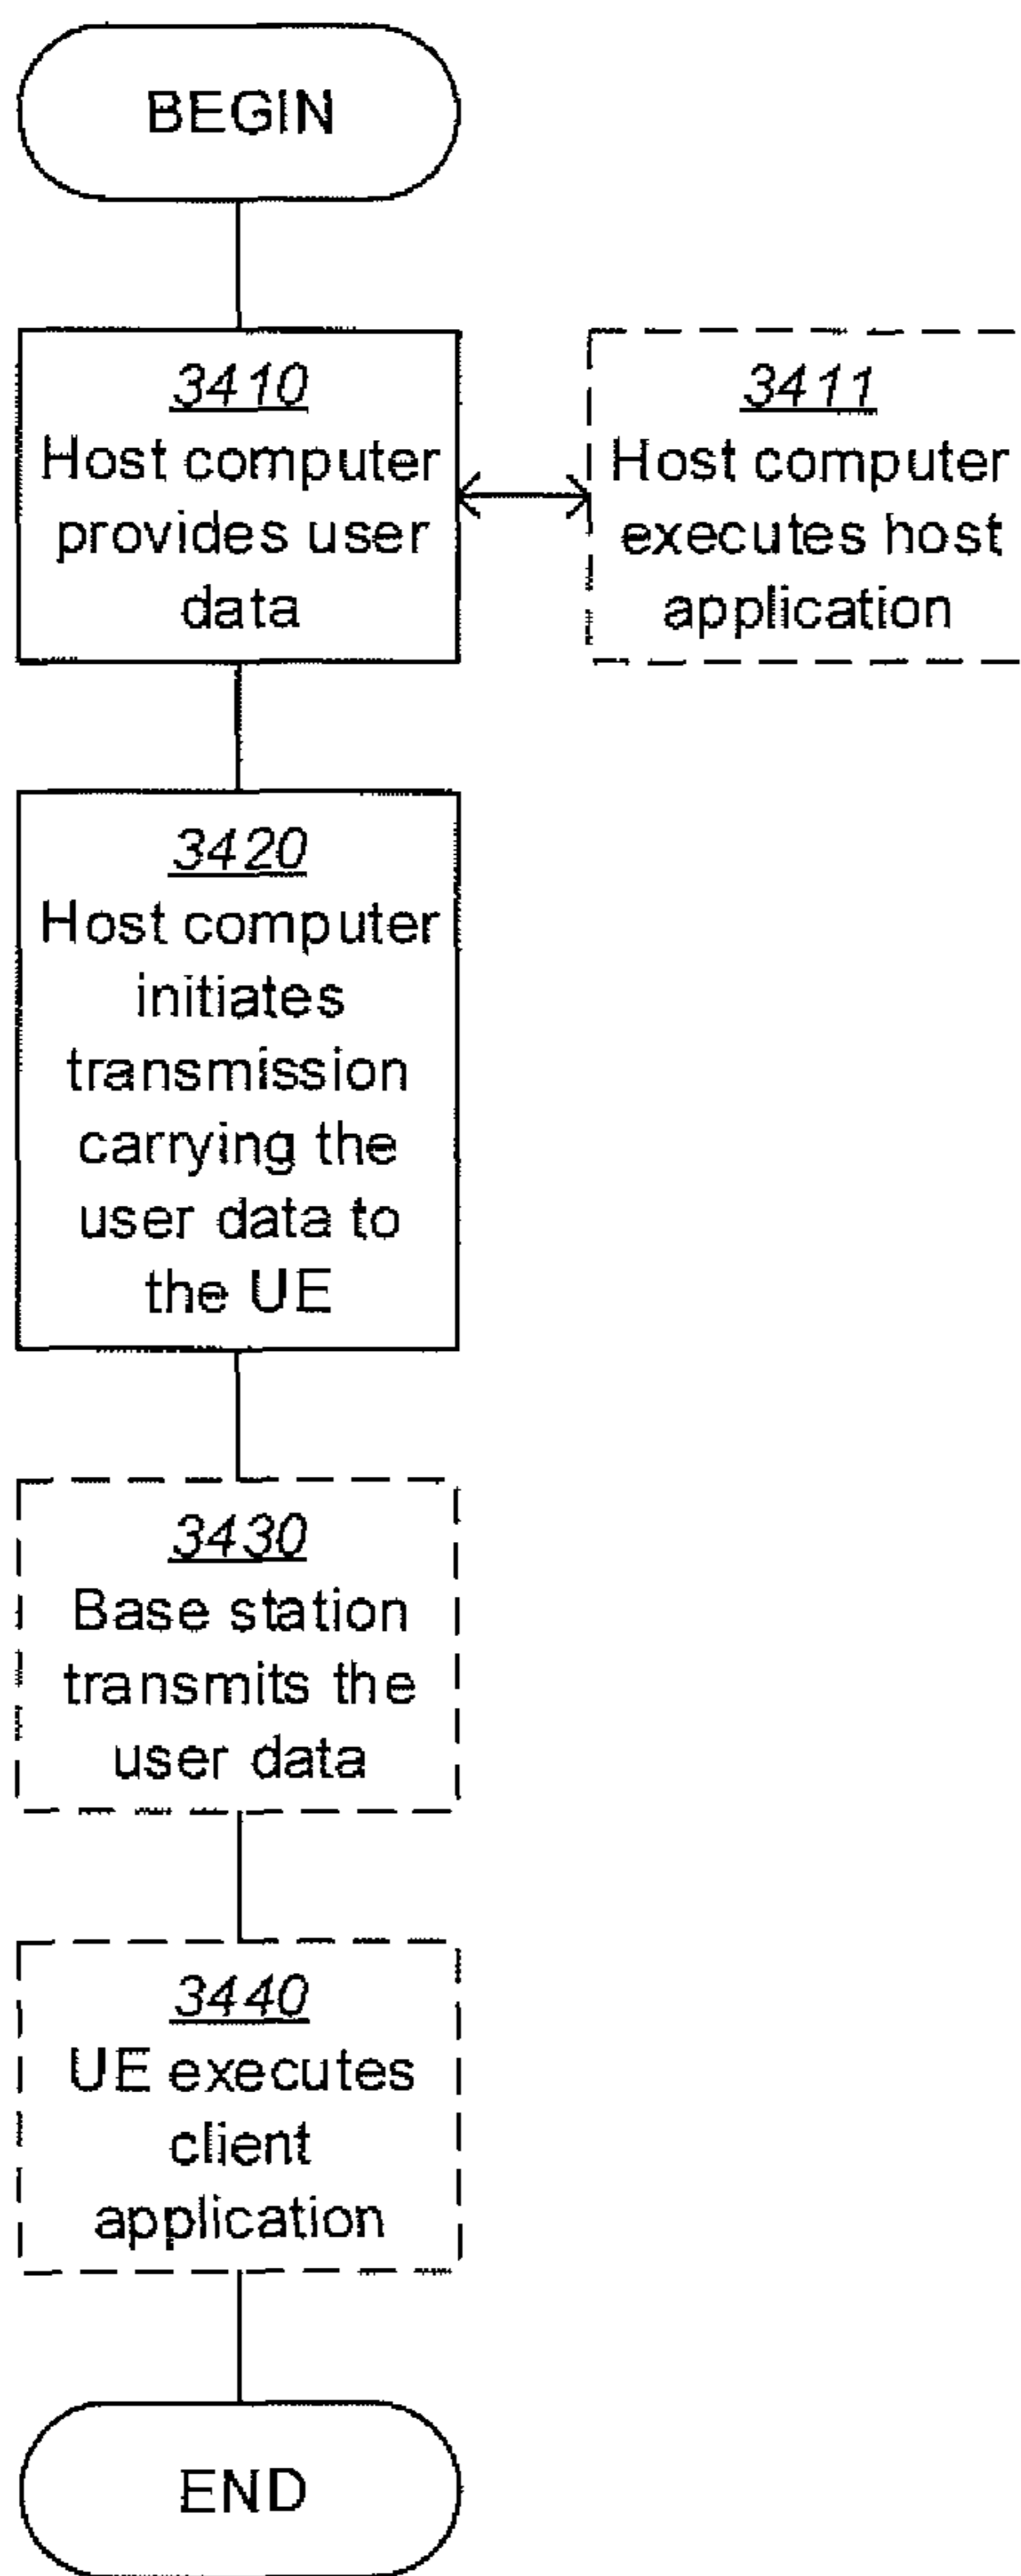 BEGIN
3410
Host computer
provides user
data
3411
Host computer
executes host
application
3420
Host computer
initiates
transmission
carrying the
user data to
the UE
3430
Base station
transmits the
user data
3440
UE executes
client
application
END